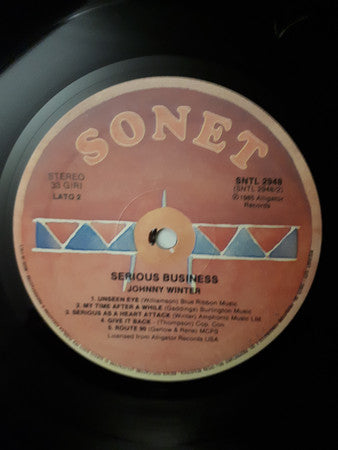 SONET
STEREO
33 GIRI
LATO 2
SNTL 2948
(SNTL 2948/2)
Ⓟ 1985 Alligator
Records
SERIOUS BUSINESS
JOHNNY WINTER
1. UNSEEN EYE (Williamson) Blue Ribbon Music
2. MY TIME AFTER A WHILE (Geddings) Burlington Music
3. SERIOUS AS A HEART ATTACK (Winter) Amphonic Music Ltd
4. GIVE IT BACK - (Thompson) Cop. Con.
5. ROUTE 90 (Garlow & Rene) MCPS
Licensed from Alligator Records USA